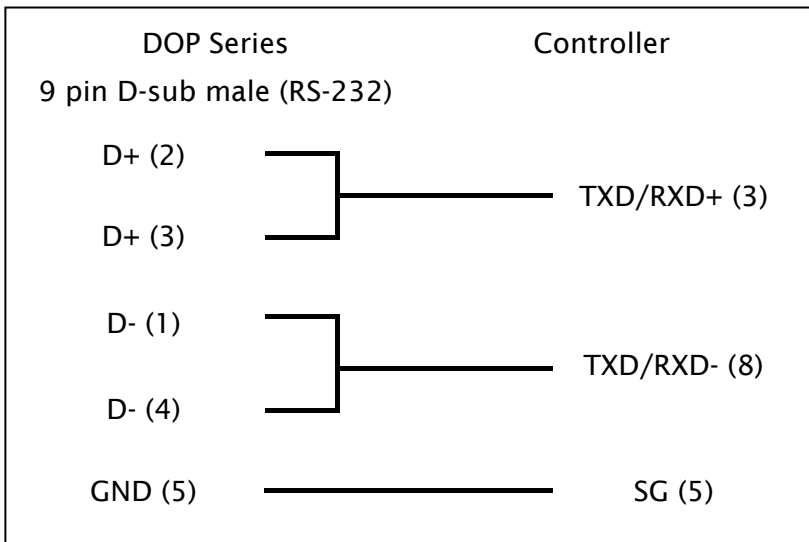 DOP Series Controller
9 pin D-sub male (RS-232)
D+ (2)
TXD/RXD+ (3)
D+ (3)
D- (1)
TXD/RXD- (8)
D- (4)
GND (5) SG (5)